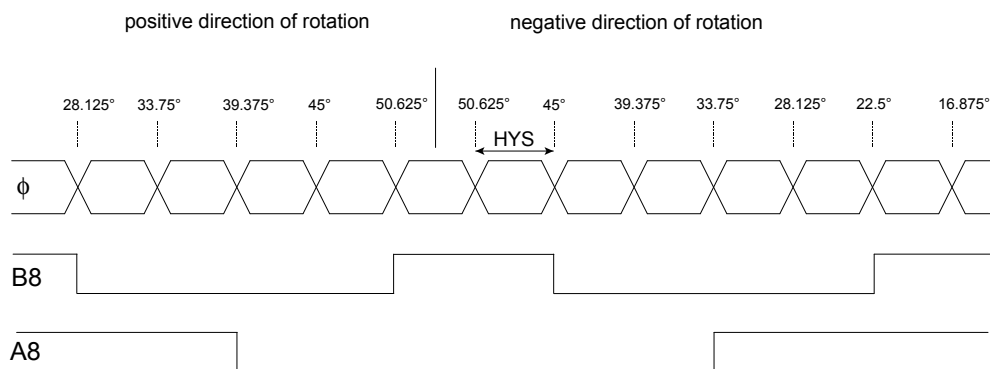 positive direction of rotation negative direction of rotation
28.125° 33.75° 39.375° 45° 50.625° 50.625° 45° 39.375° 33.75° 28.125° 22.5° 16.875°
HYS
ϕ
B8
A8